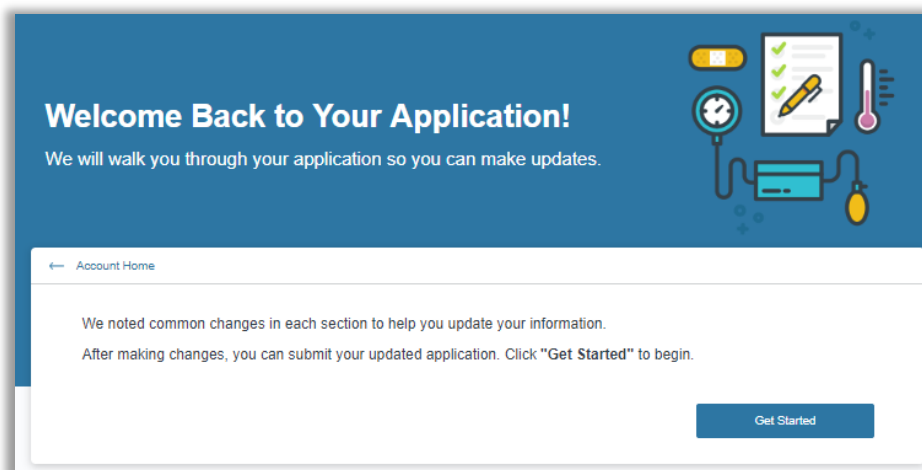 Welcome Back to Your Application!
We will walk you through your application so you can make updates.
← Account Home
We noted common changes in each section to help you update your information.
After making changes, you can submit your updated application. Click "Get Started" to begin.
Get Started